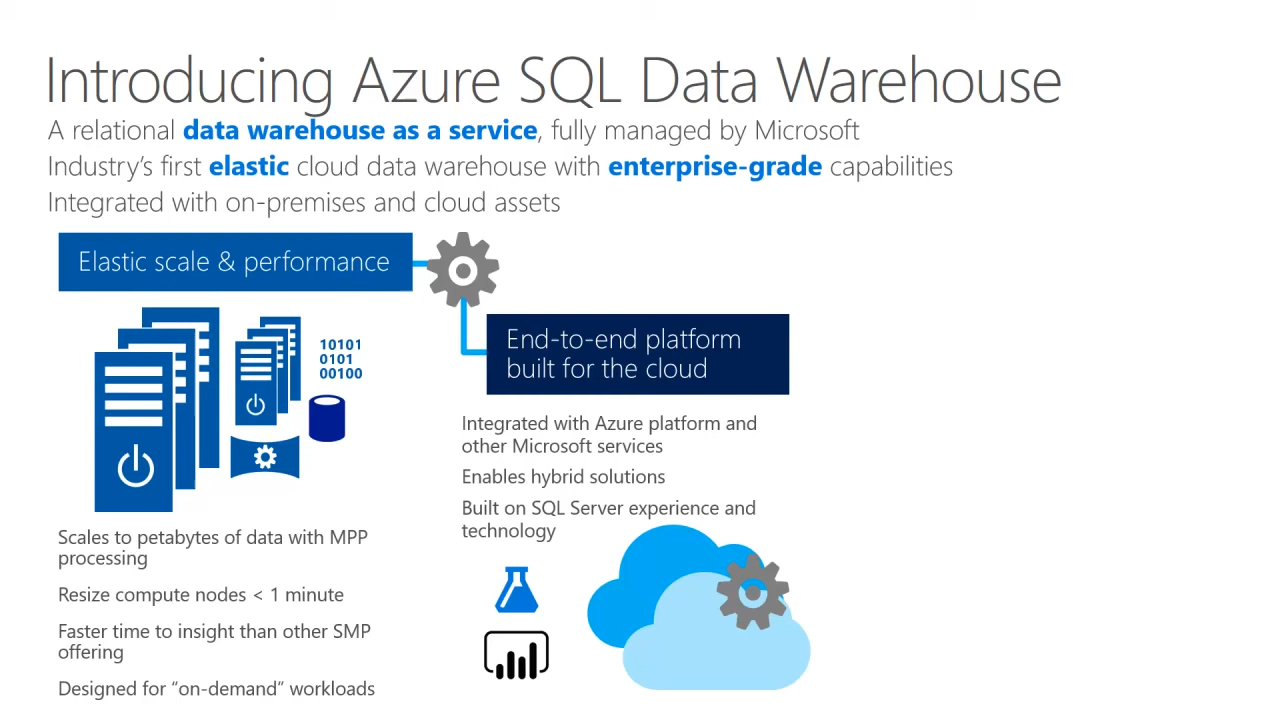 Introducing Azure SQL Data Warehouse
A relational data warehouse as a service, fully managed by Microsoft
Industry’s first elastic cloud data warehouse with enterprise-grade capabilities
Integrated with on-premises and cloud assets
Elastic scale & performance
10101
0101
00100
Scales to petabytes of data with MPP
processing
Resize compute nodes < 1 minute
Faster time to insight than other SMP
offering
Designed for “on-demand” workloads
End-to-end platform
built for the cloud
Integrated with Azure platform and
other Microsoft services
Enables hybrid solutions
Built on SQL Server experience and
technology